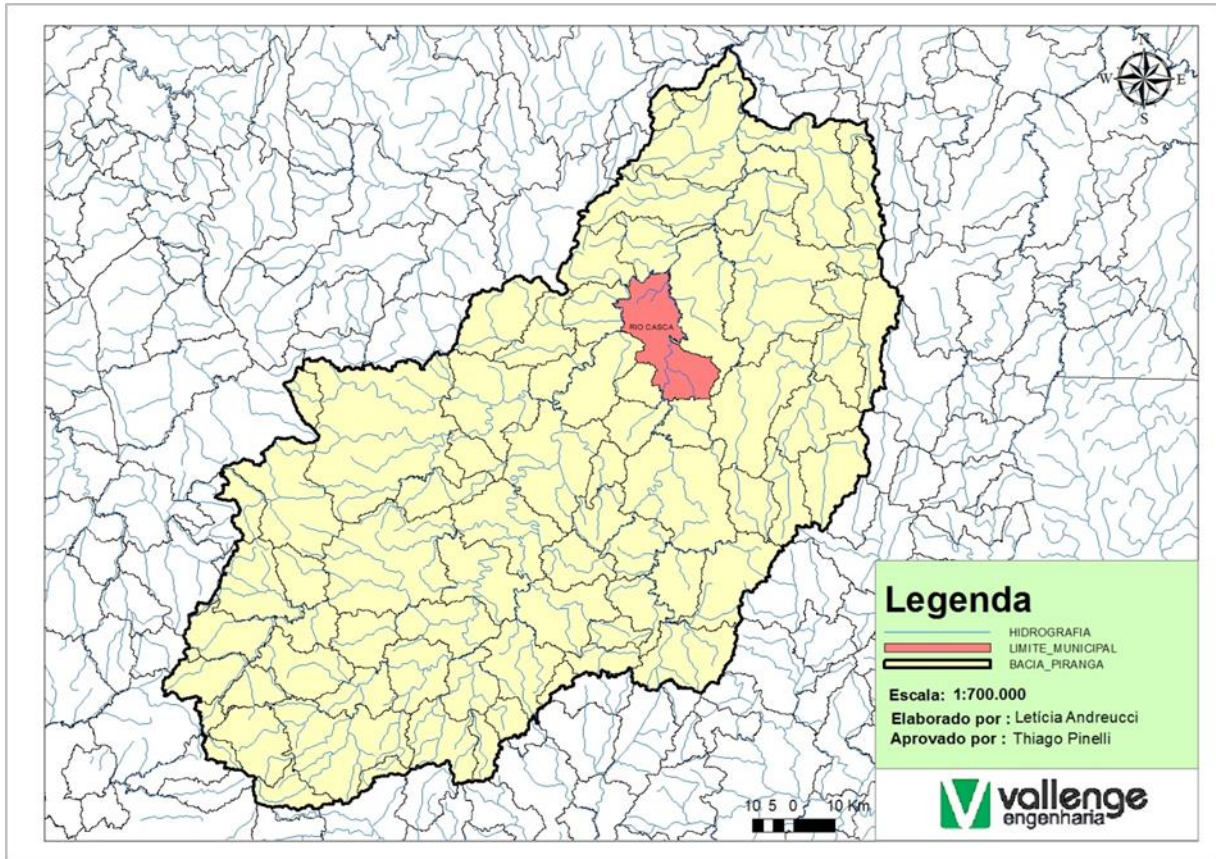 N
W
E
S
RIO CASCA
Legenda
HIDROGRAFIA
LIMITE_MUNICIPAL
BACIA_PIRANGA
Escala: 1:700.000
Elaborado por : Letícia Andreucci
Aprovado por : Thiago Pinelli
10 5 0 10 Km
vallenge
engenharia